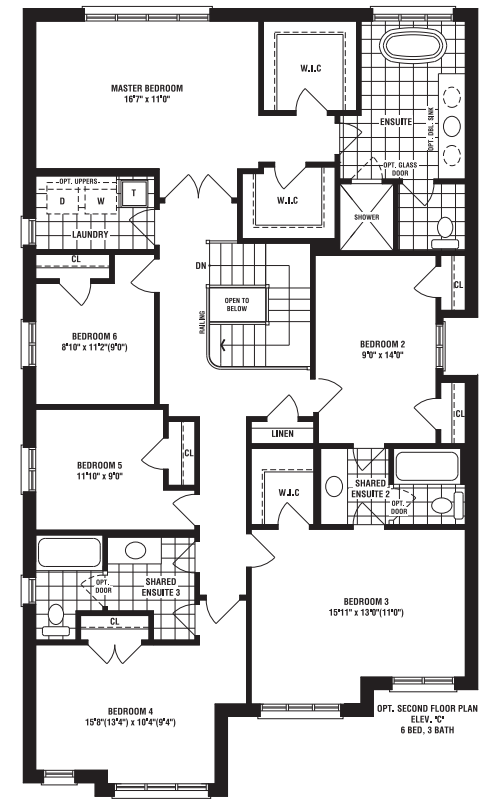 W.I.C
MASTER BEDROOM
16'7" x 11'0"
ENSUITE
OPT. DBL. SINK
OPT. GLASS
DOOR
OPT. UPPERS
D
W
T
LAUNDRY
W.I.C
SHOWER
CL
DN
CL
OPEN TO
BELOW
RAILING
BEDROOM 6
8'10" x 11'2"(9'0")
BEDROOM 2
9'0" x 14'0"
CL
LINEN
CL
BEDROOM 5
11'10" x 9'0"
W.I.C
SHARED
ENSUITE 2
OPT.
DOOR
OPT.
DOOR
SHARED
ENSUITE 3
BEDROOM 3
15'11" x 13'0"(11'0")
CL
BEDROOM 4
15'8"(13'4") x 10'4"(9'4")
OPT. SECOND FLOOR PLAN
ELEV. 'C'
6 BED, 3 BATH